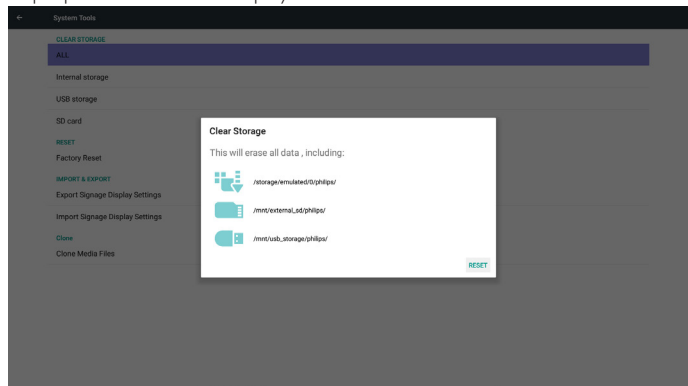 System Tools
CLEAR STORAGE
ALL
Internal storage
USB storage
SD card
RESET
Factory Reset
IMPORT & EXPORT
Export Signage Display Settings
Import Signage Display Settings
Clone
Clone Media Files
Clear Storage
This will erase all data , including:
/storage/emulated/0/philips/
/mnt/external_sd/philips/
/mnt/usb_storage/philips/
RESET